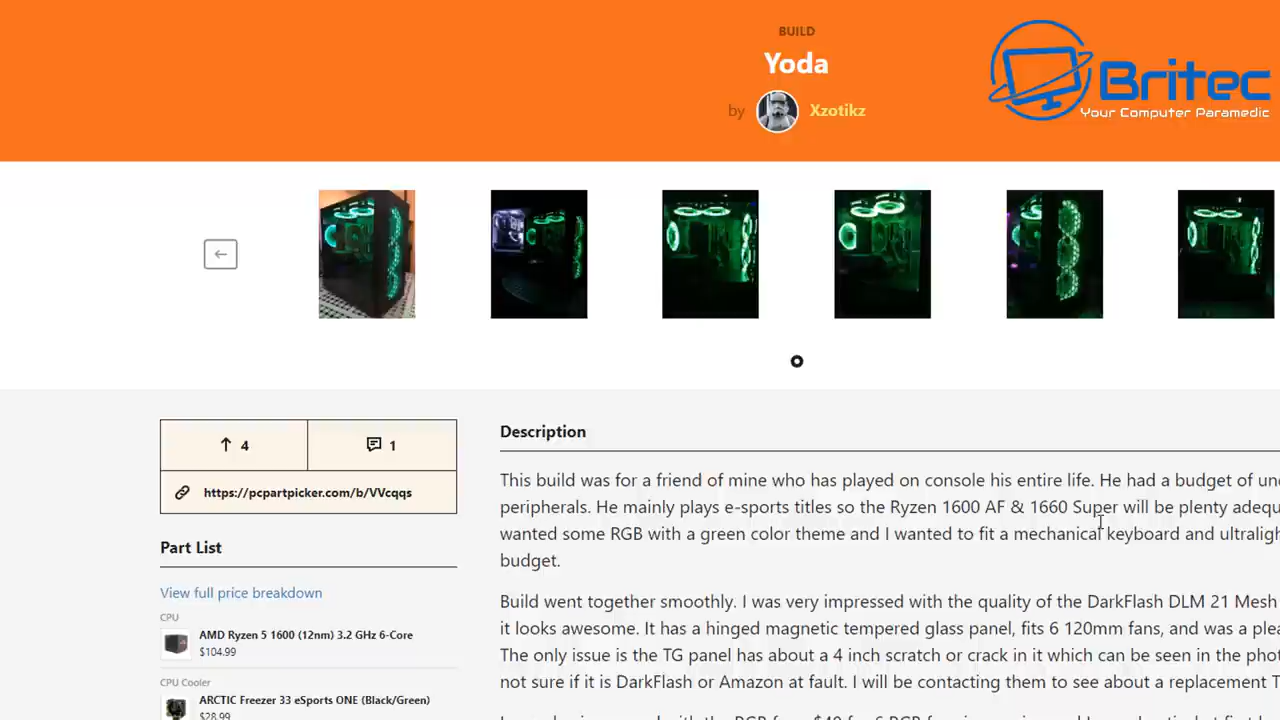 BUILD
Yoda
by Xzotikz
Britec
Your Computer Paramedic
4
1
https://pcpartpicker.com/b/VVcqqs
Part List
View full price breakdown
CPU
AMD Ryzen 5 1600 (12nm) 3.2 GHz 6-Core
$104.99
CPU Cooler
ARCTIC Freezer 33 eSports ONE (Black/Green)
$28.99
Description
This build was for a friend of mine who has played on console his entire life. He had a budget of
peripherals. He mainly plays e-sports titles so the Ryzen 1600 AF & 1660 Super will be plenty
wanted some RGB with a green color theme and I wanted to fit a mechanical keyboard and
budget.
Build went together smoothly. I was very impressed with the quality of the DarkFlash DLM 21 Mesh
it looks awesome. It has a hinged magnetic tempered glass panel, fits 6 120mm fans, and was a
The only issue is the TG panel has about a 4 inch scratch or crack in it which can be seen in the
not sure if it is DarkFlash or Amazon at fault. I will be contacting them to see about a replacement